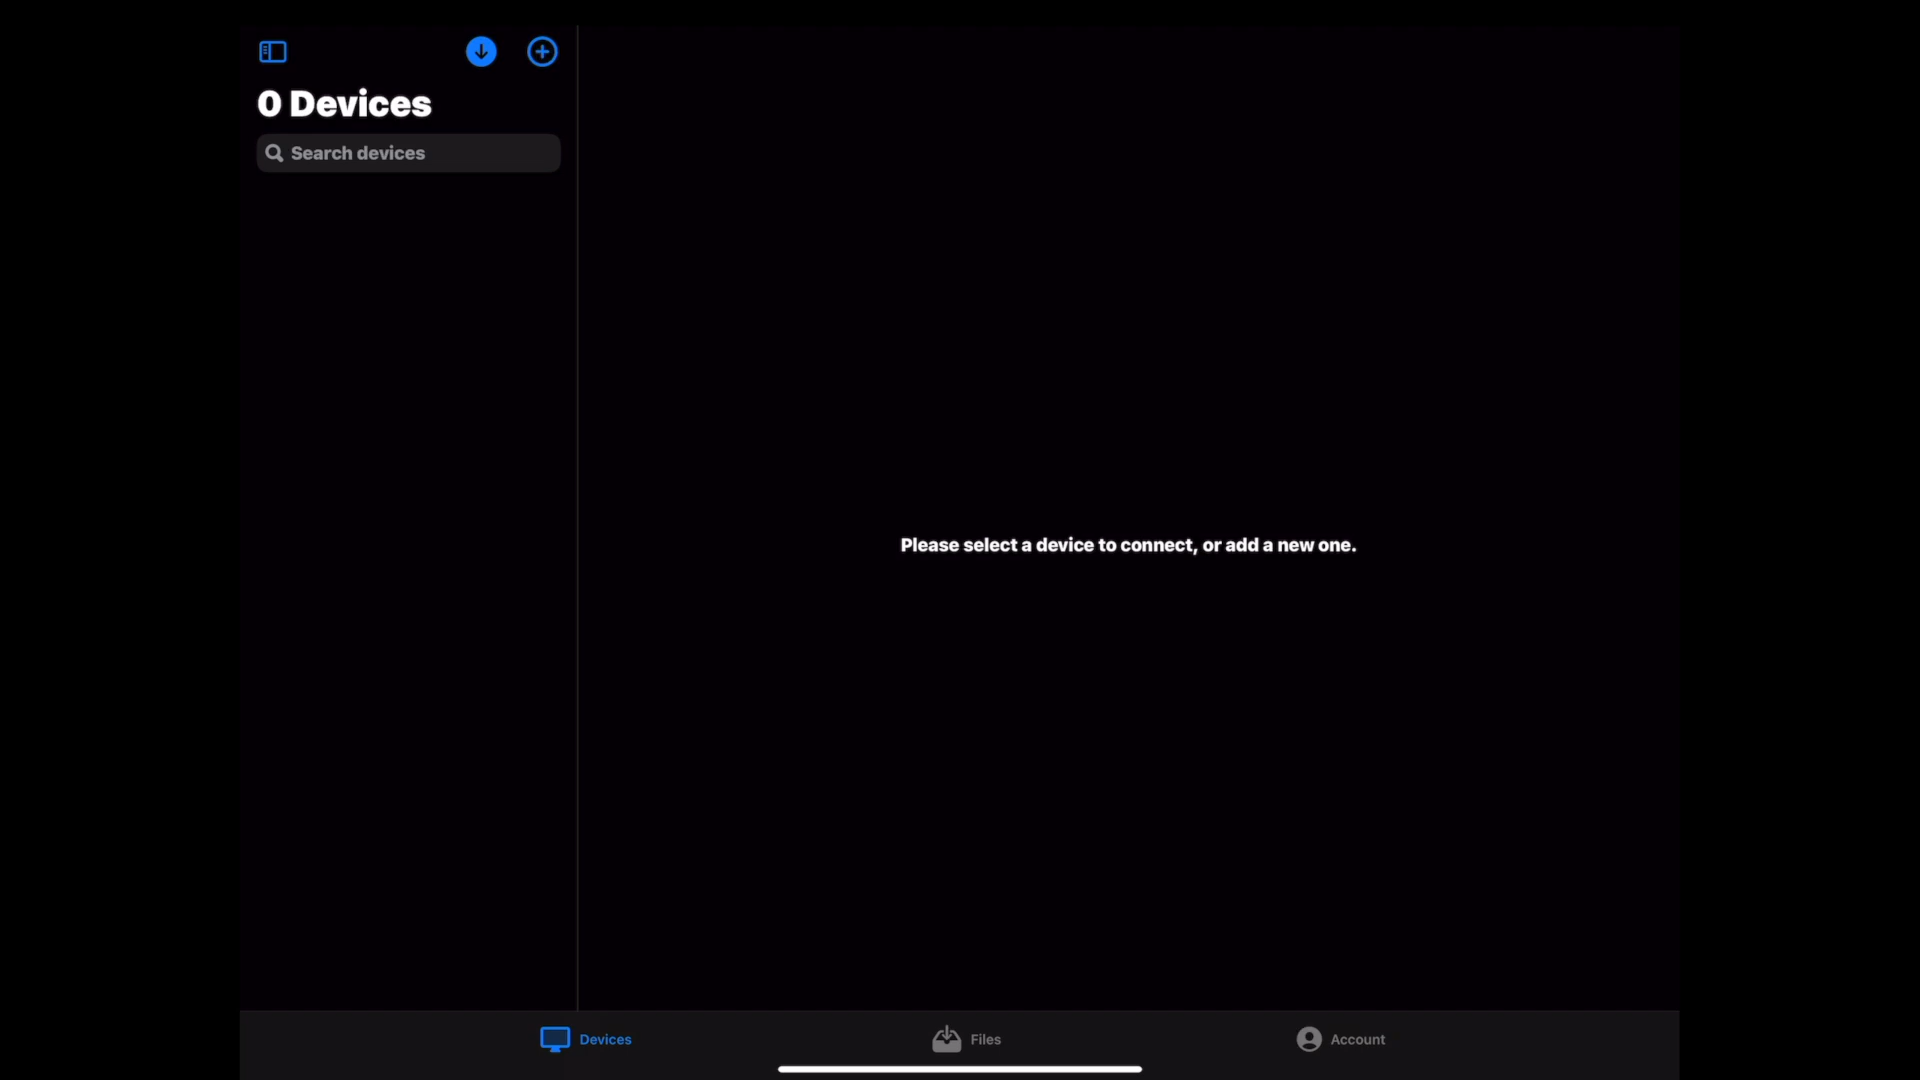 0 Devices
Search devices
Please select a device to connect, or add a new one.
Devices
Files
Account